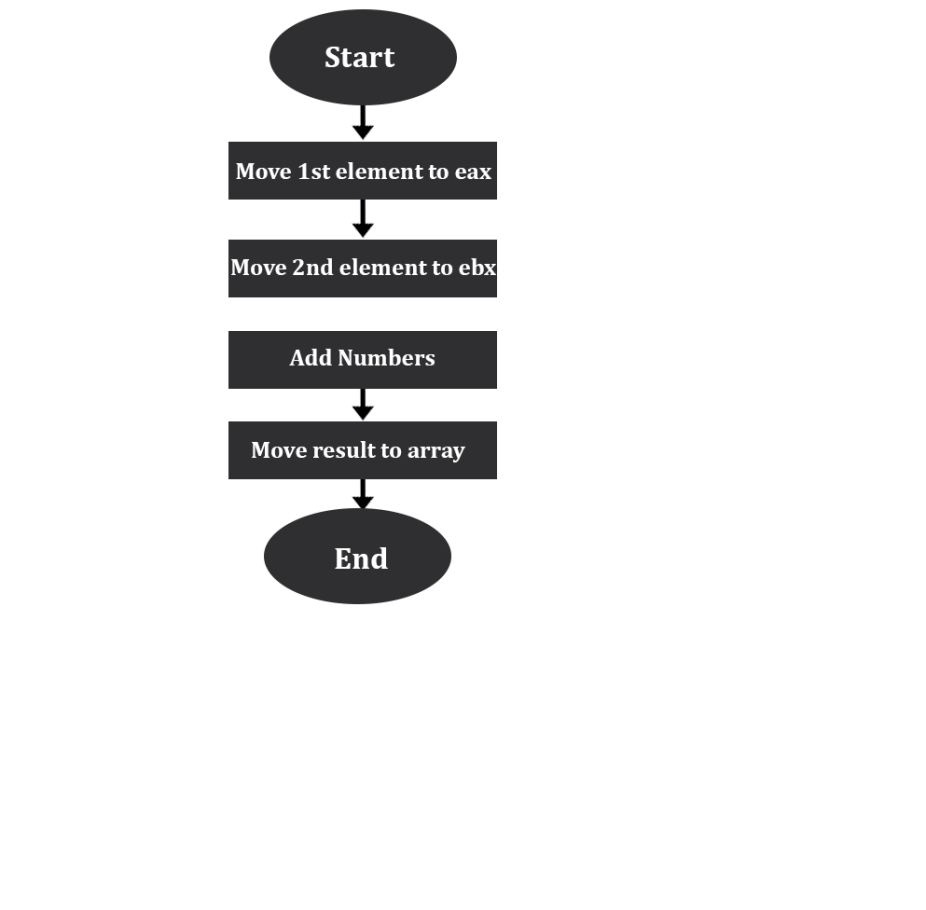 Start
Move 1st element to eax
Move 2nd element to ebx
Add Numbers
Move result to array
End